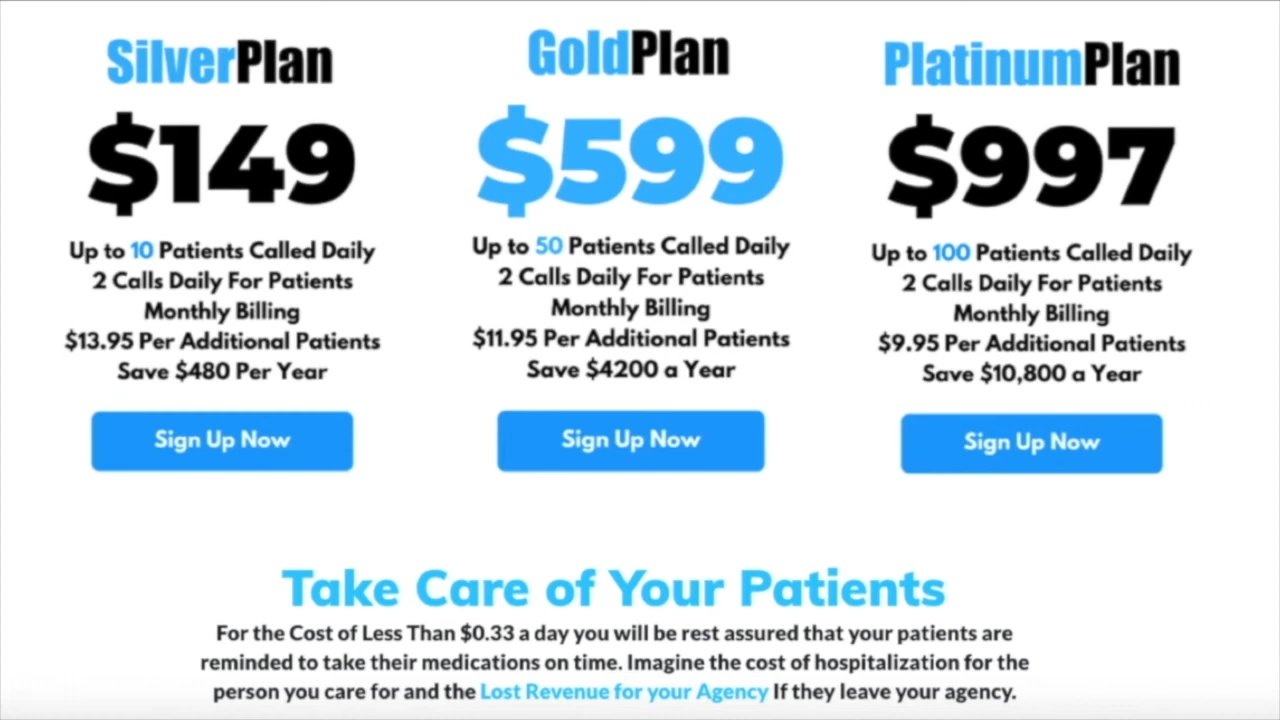 SilverPlan
$149
Up to 10 Patients Called Daily
2 Calls Daily For Patients
Monthly Billing
$13.95 Per Additional Patients
Save $480 Per Year
Sign Up Now
GoldPlan
$599
Up to 50 Patients Called Daily
2 Calls Daily For Patients
Monthly Billing
$11.95 Per Additional Patients
Save $4200 a Year
Sign Up Now
PlatinumPlan
$997
Up to 100 Patients Called Daily
2 Calls Daily For Patients
Monthly Billing
$9.95 Per Additional Patients
Save $10,800 a Year
Sign Up Now
Take Care of Your Patients
For the Cost of Less Than $0.33 a day you will be rest assured that your patients are
reminded to take their medications on time. Imagine the cost of hospitalization for the
person you care for and the Lost Revenue for your Agency If they leave your agency.